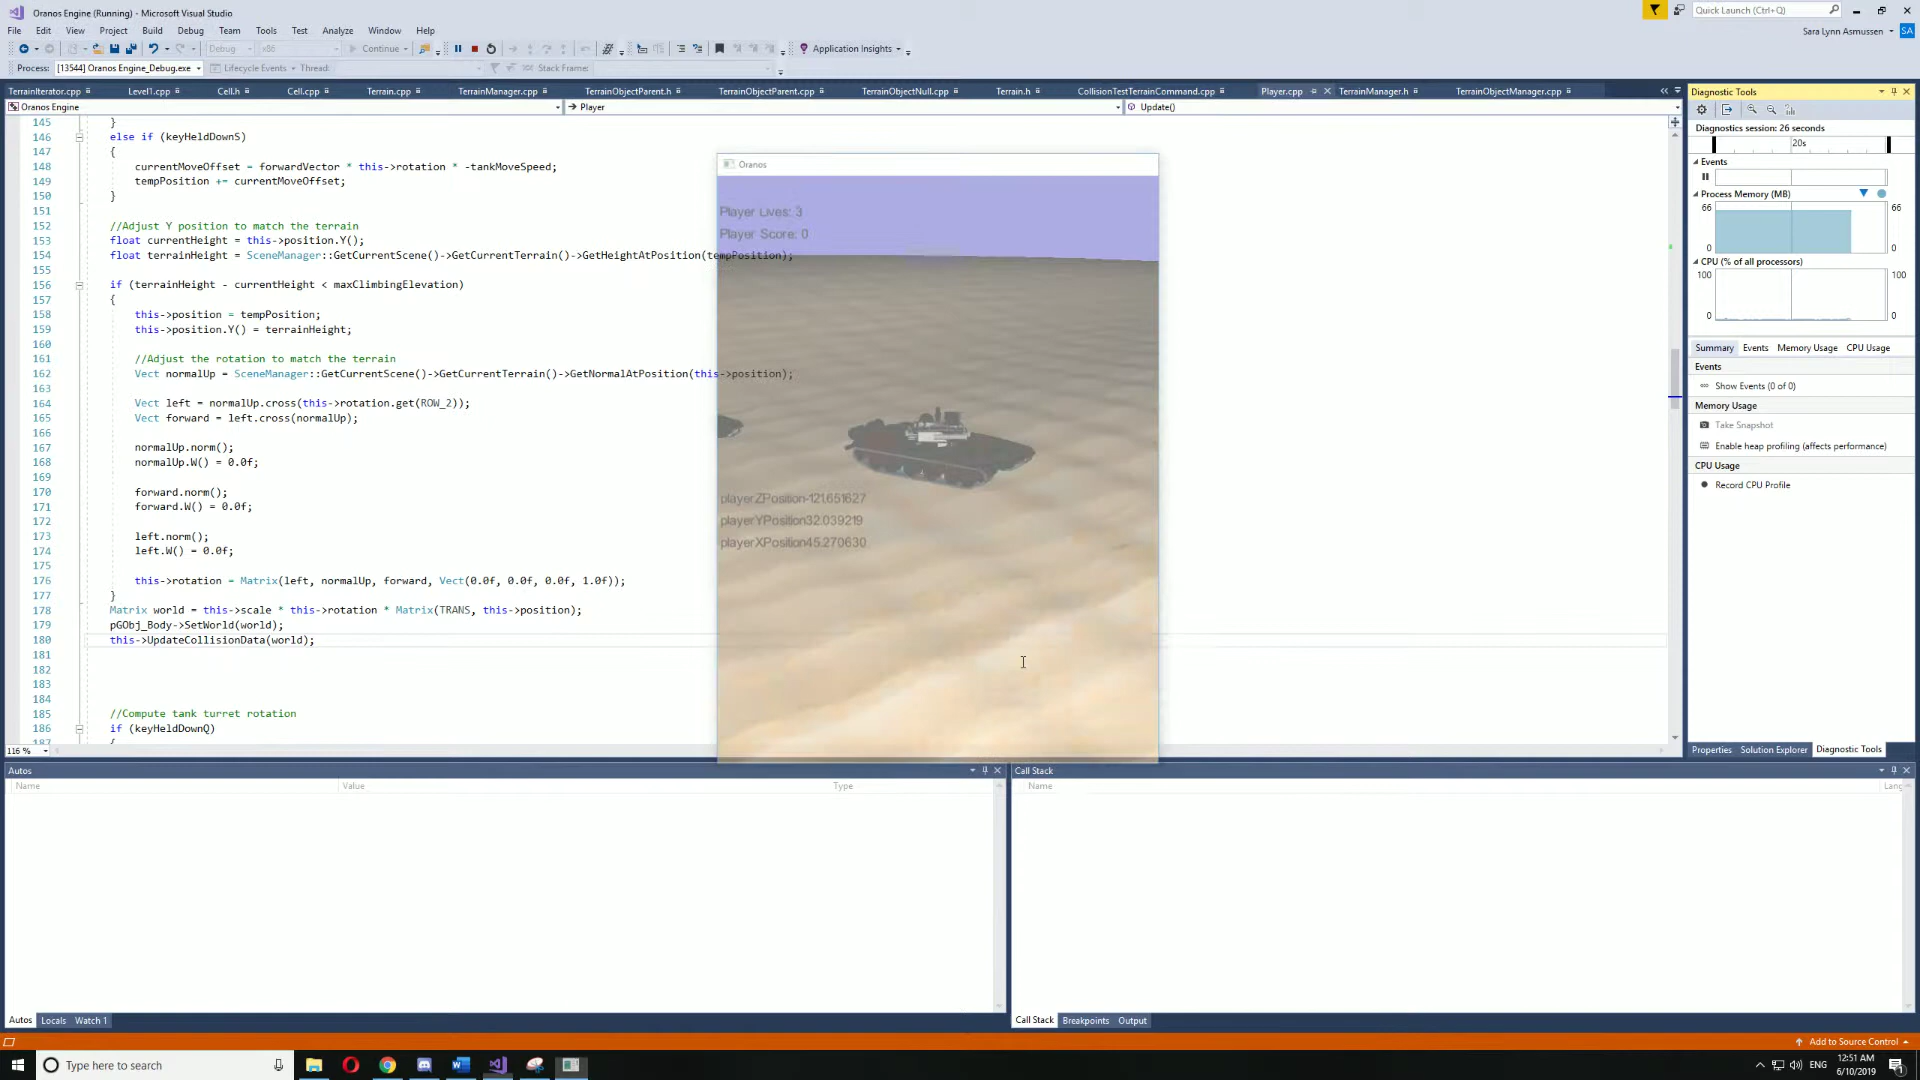 Oranos Engine (Running) - Microsoft Visual Studio
Quick Launch (Ctrl+Q)
File Edit View Project Build Debug Team Tools Test Analyze Window Help
Sara Lynn Asmussen SA
Debug x86 Continue Application Insights
Process: [13544] Oranos Engine_Debug.exe Lifecycle Events Thread: Stack Frame:
TerrainIterator.cpp Level1.cpp Cell.h Cell.cpp Terrain.cpp TerrainManager.cpp TerrainObjectParent.h TerrainObjectParent.cpp TerrainObjectNull.cpp Terrain.h CollisionTestTerrainCommand.cpp Player.cpp TerrainManager.h TerrainObjectManager.cpp
Oranos Engine Player Update()
145 }
146 else if (keyHeldDownS)
147 {
148 currentMoveOffset = forwardVector * this->rotation * -tankMoveSpeed;
149 tempPosition += currentMoveOffset;
150 }
151
152 //Adjust Y position to match the terrain
153 float currentHeight = this->position.Y();
154 float terrainHeight = SceneManager::GetCurrentScene()->GetCurrentTerrain()->GetHeightAtPosition(tempPosition);
155
156 if (terrainHeight - currentHeight < maxClimbingElevation)
157 {
158 this->position = tempPosition;
159 this->position.Y() = terrainHeight;
160
161 //Adjust the rotation to match the terrain
162 Vect normalUp = SceneManager::GetCurrentScene()->GetCurrentTerrain()->GetNormalAtPosition(this->position);
163
164 Vect left = normalUp.cross(this->rotation.get(ROW_2));
165 Vect forward = left.cross(normalUp);
166
167 normalUp.norm();
168 normalUp.W() = 0.0f;
169
170 forward.norm();
171 forward.W() = 0.0f;
172
173 left.norm();
174 left.W() = 0.0f;
175
176 this->rotation = Matrix(left, normalUp, forward, Vect(0.0f, 0.0f, 0.0f, 1.0f));
177 }
178 Matrix world = this->scale * this->rotation * Matrix(TRANS, this->position);
179 pGObj_Body->SetWorld(world);
180 this->UpdateCollisionData(world);
181
182
183
184
185 //Compute tank turret rotation
186 if (keyHeldDownQ)
187 {
116 %
Oranos
Player Lives: 3
Player Score: 0
playerZPosition-121.651627
playerYPosition32.039219
playerXPosition45.270630
Diagnostic Tools
Diagnostics session: 26 seconds
20s
Events
Process Memory (MB)
66 66
0 0
CPU (% of all processors)
100 100
0 0
Summary Events Memory Usage CPU Usage
Events
Show Events (0 of 0)
Memory Usage
Take Snapshot
Enable heap profiling (affects performance)
CPU Usage
Record CPU Profile
Properties Solution Explorer Diagnostic Tools
Autos
Name Value Type
Autos Locals Watch 1
Call Stack
Name Lang
Call Stack Breakpoints Output
Add to Source Control
Type here to search
ENG
12:51 AM
6/10/2019